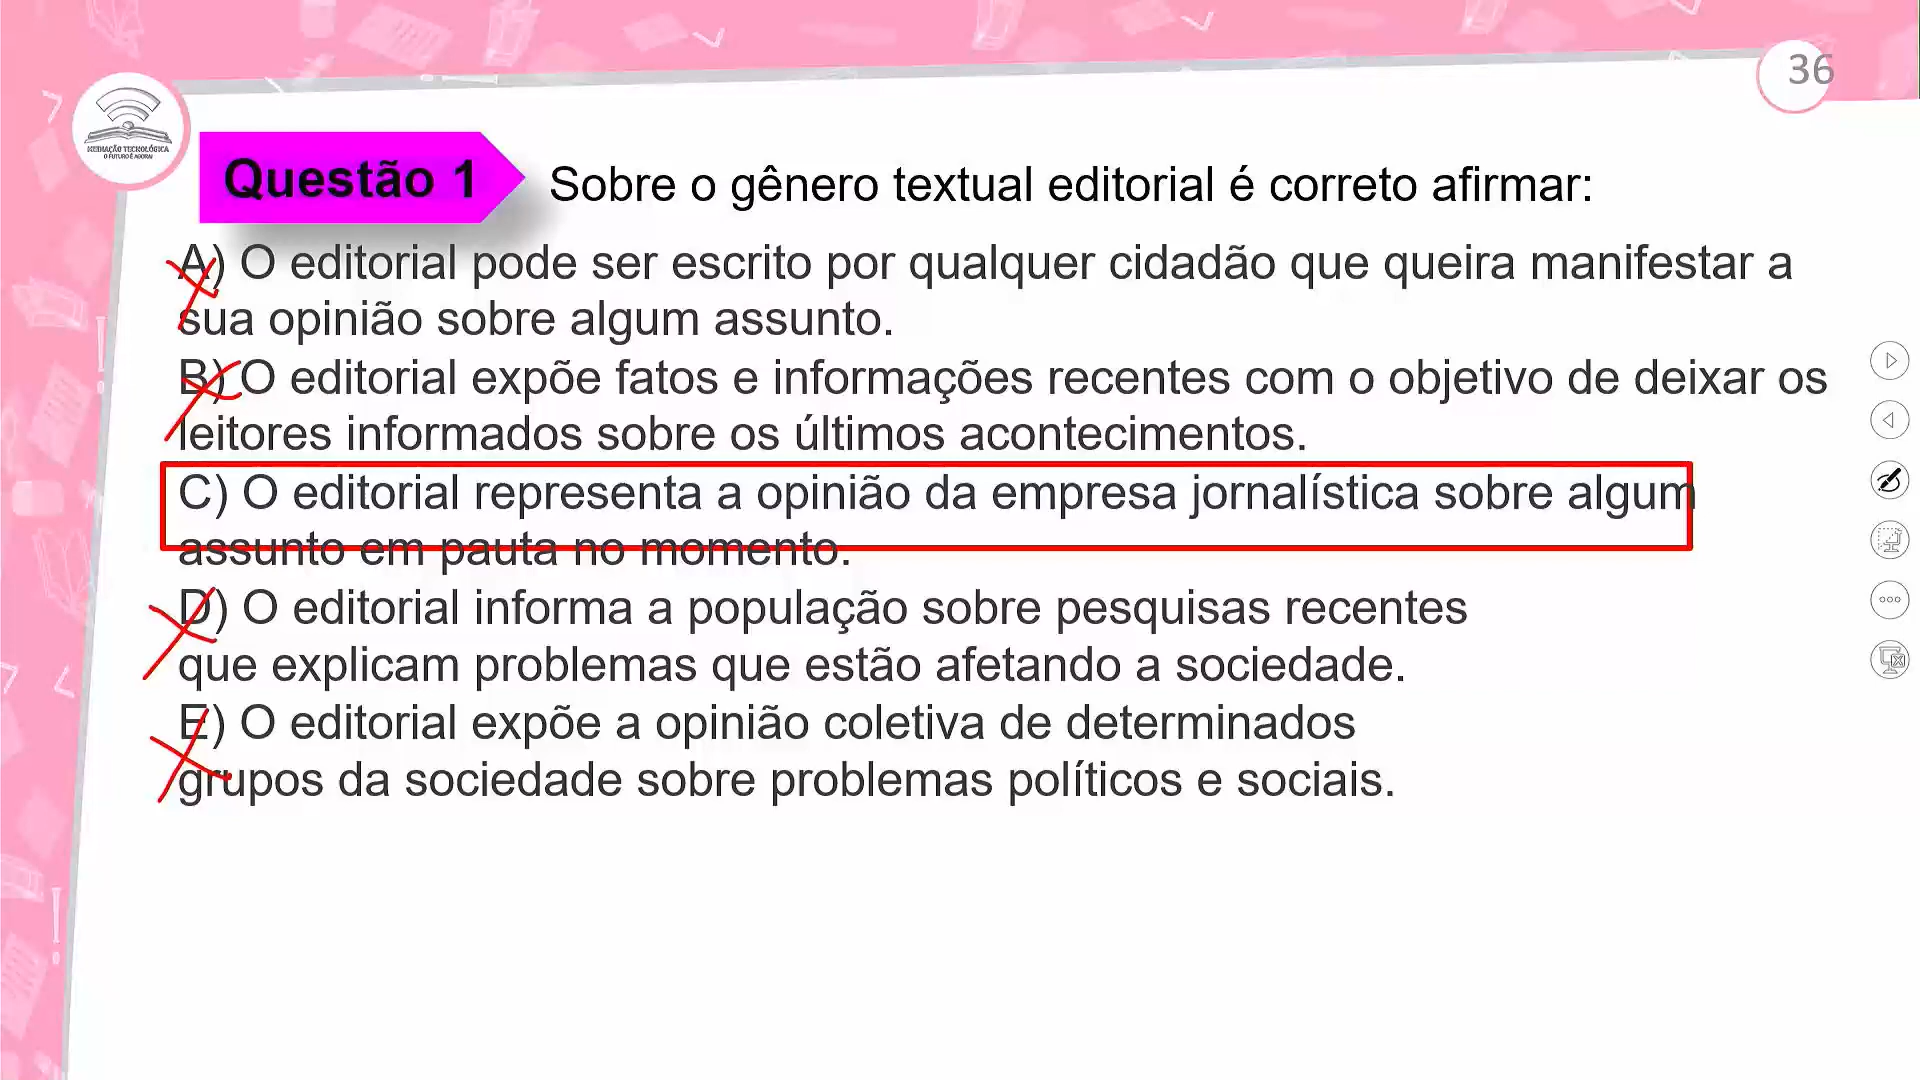 36
MEDIAÇÃO TECNOLÓGICA
O FUTURO É AGORA!
Questão 1
Sobre o gênero textual editorial é correto afirmar:
A) O editorial pode ser escrito por qualquer cidadão que queira manifestar a
sua opinião sobre algum assunto.
B) O editorial expõe fatos e informações recentes com o objetivo de deixar os
leitores informados sobre os últimos acontecimentos.
C) O editorial representa a opinião da empresa jornalística sobre algum
assunto em pauta no momento.
D) O editorial informa a população sobre pesquisas recentes
que explicam problemas que estão afetando a sociedade.
E) O editorial expõe a opinião coletiva de determinados
grupos da sociedade sobre problemas políticos e sociais.